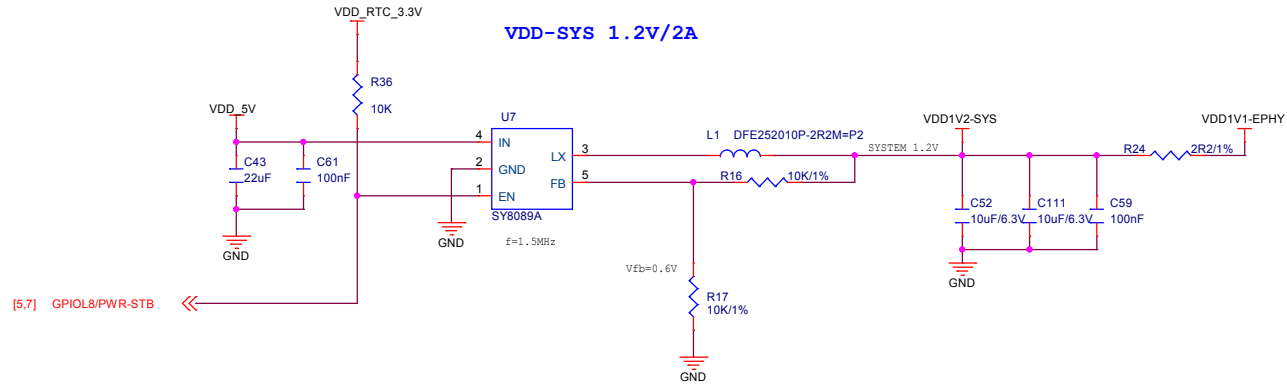 VDD_RTC_3.3V
VDD-SYS 1.2V/2A
R36
10K
VDD_5V
U7
VDD1V2-SYS
VDD1V1-EPHY
C43
22uF
C61
100nF
4
IN
2
GND
1
EN
LX
3
FB
5
SY8089A
f=1.5MHz
L1 DFE252010P-2R2M=P2
SYSTEM 1.2V
R16 10K/1%
R24 2R2/1%
C52
10uF/6.3V
C111
10uF/6.3V
C59
100nF
GND
GND
Vfb=0.6V
GND
R17
10K/1%
[5,7] GPIOL8/PWR-STB
GND